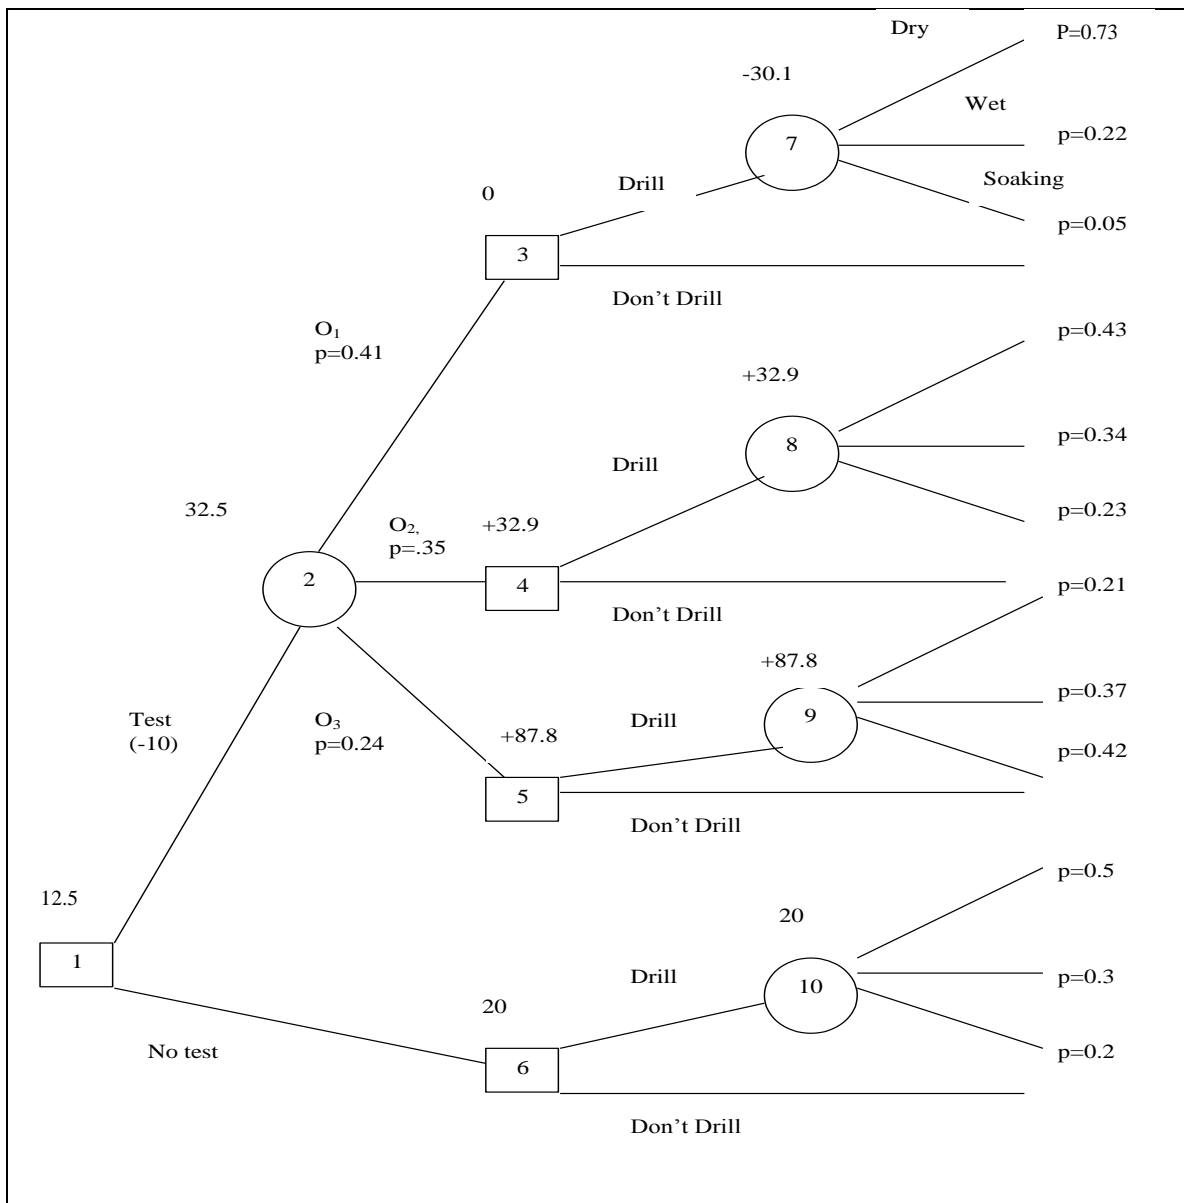 Dry
P=0.73
-30.1
Wet
p=0.22
7
Soaking
Drill
0
p=0.05
3
Don’t Drill
O1
p=0.41
p=0.43
+32.9
p=0.34
8
Drill
32.5
p=0.23
O2,
p=.35
+32.9
2
4
p=0.21
Don’t Drill
+87.8
p=0.37
Test
(-10)
O3
p=0.24
Drill
9
+87.8
p=0.42
5
Don’t Drill
p=0.5
12.5
20
1
Drill
10
p=0.3
20
No test
6
p=0.2
Don’t Drill